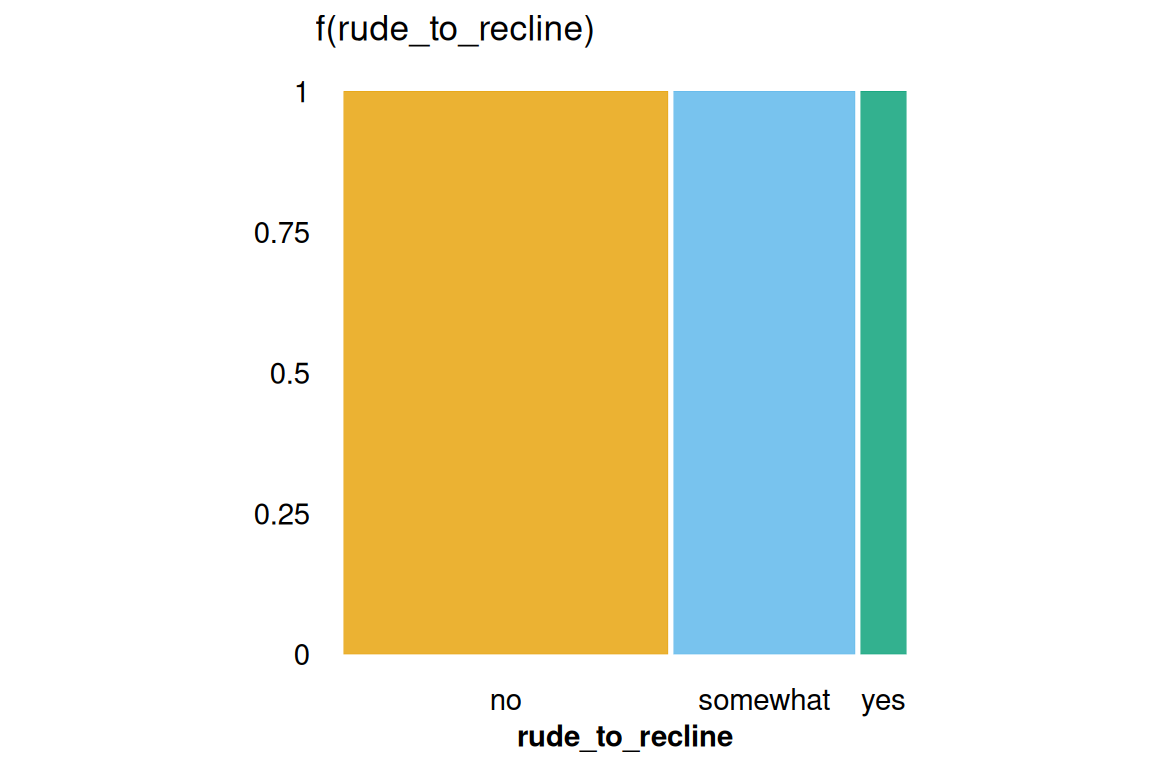 f(rude_to_recline)
1
0.75
0.5
0.25
0
no somewhat yes
rude_to_recline